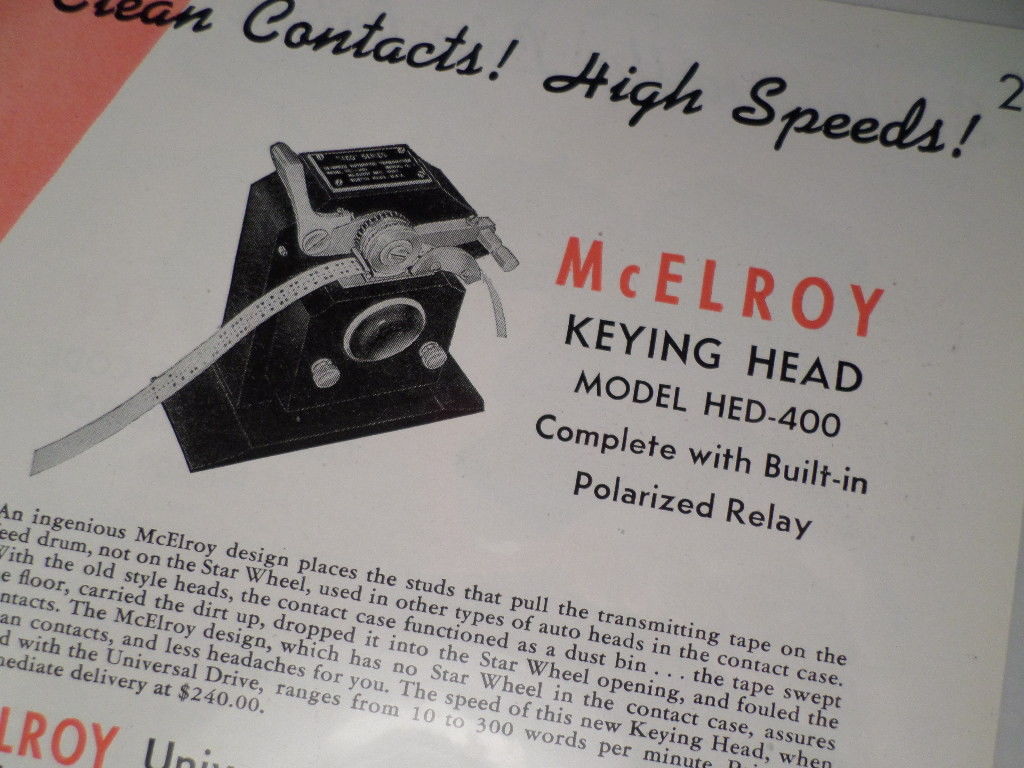 Clean Contacts! High Speeds!
2
McELROY
KEYING HEAD
MODEL HED-400
Complete with Built-in
Polarized Relay
An ingenious McElroy design places the studs that pull the transmitting tape on the
eed drum, not on the Star Wheel, used in other types of auto heads in the contact case.
With the old style heads, the contact case functioned as a dust bin . . . the tape swept
e floor, carried the dirt up, dropped it into the Star Wheel opening, and fouled the
ntacts. The McElroy design, which has no Star Wheel in the contact case, assures
an contacts, and less headaches for you. The speed of this new Keying Head, when
d with the Universal Drive, ranges from 10 to 300 words per minute.
mediate delivery at $240.00.
LROY Univ